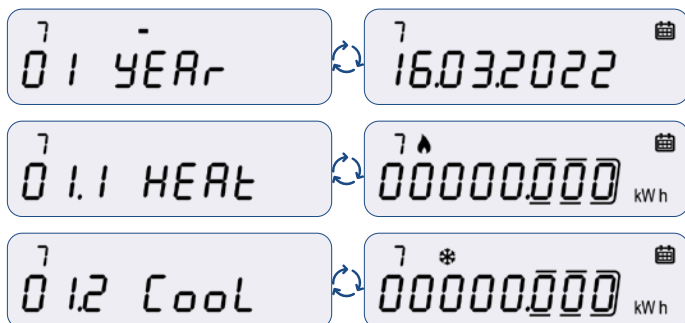 7
01 YEAr
7
16.03.2022
7
01.1 HEAt
7
00000.000 kWh
7
01.2 CooL
7
00000.000 kWh